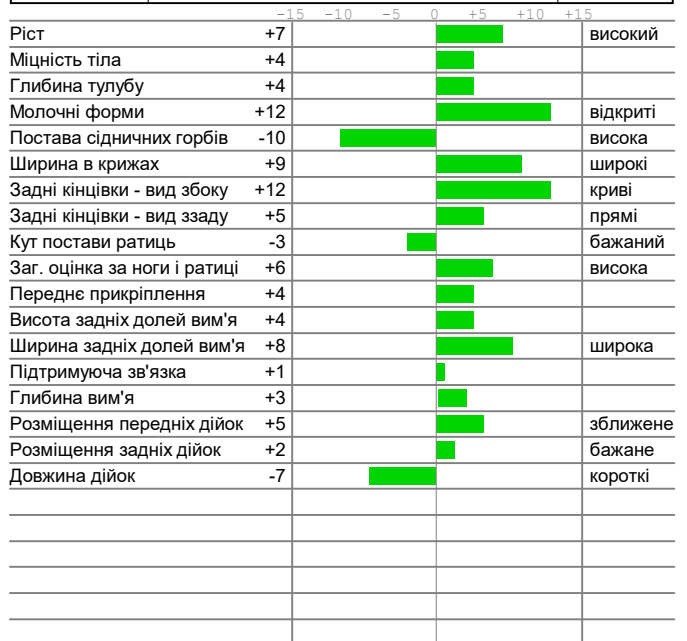 -15 -10 -5 0 +5 +10 +15
Ріст +7 високий
Міцність тіла +4
Глибина тулубу +4
Молочні форми +12 відкриті
Постава сідничних горбів -10 висока
Ширина в крижах +9 широкі
Задні кінцівки - вид збоку +12 криві
Задні кінцівки - вид ззаду +5 прямі
Кут постави ратиць -3 бажаний
Заг. оцінка за ноги і ратиці +6 висока
Переднє прикріплення +4
Висота задніх долей вим'я +4
Ширина задніх долей вим'я +8 широка
Підтримуюча зв'язка +1
Глибина вим'я +3
Розміщення передніх дійок +5 зближене
Розміщення задніх дійок +2 бажане
Довжина дійок -7 короткі